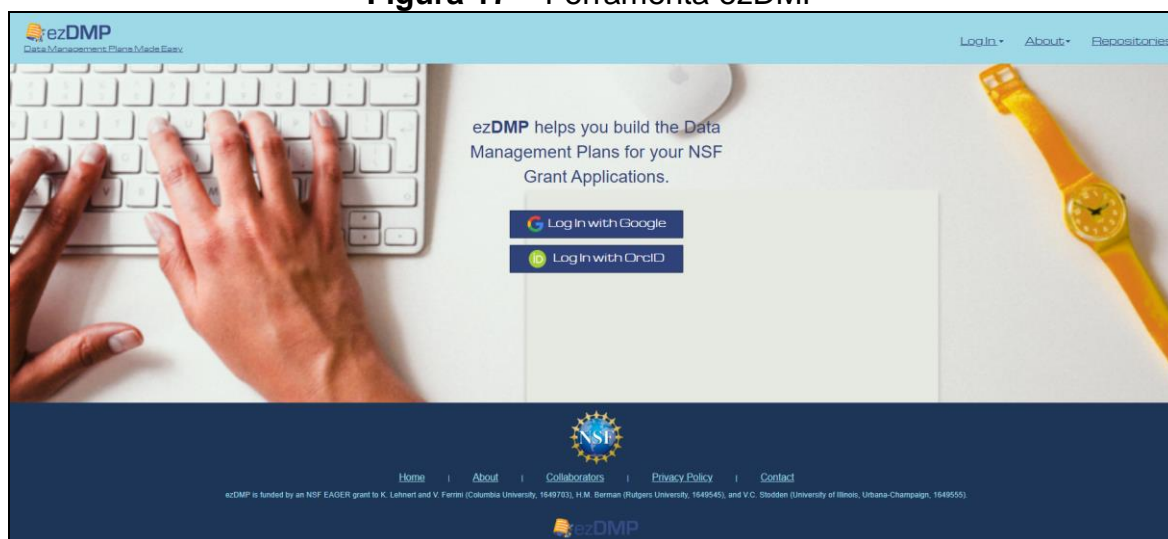 Figura 17 – Ferramenta ezDMP
ezDMP
Data Management Plans Made Easy
Log In
About
Repositories
ezDMP helps you build the Data
Management Plans for your NSF
Grant Applications.
Log In with Google
iD Log In with OrcID
NSF
Home | About | Collaborators | Privacy Policy | Contact
ezDMP is funded by an NSF EAGER grant to K. Lehnert and V. Ferrini (Columbia University, 1649703), H.M. Berman (Rutgers University, 1649545), and V.C. Stodden (University of Illinois, Urbana-Champaign, 1649555).
ezDMP